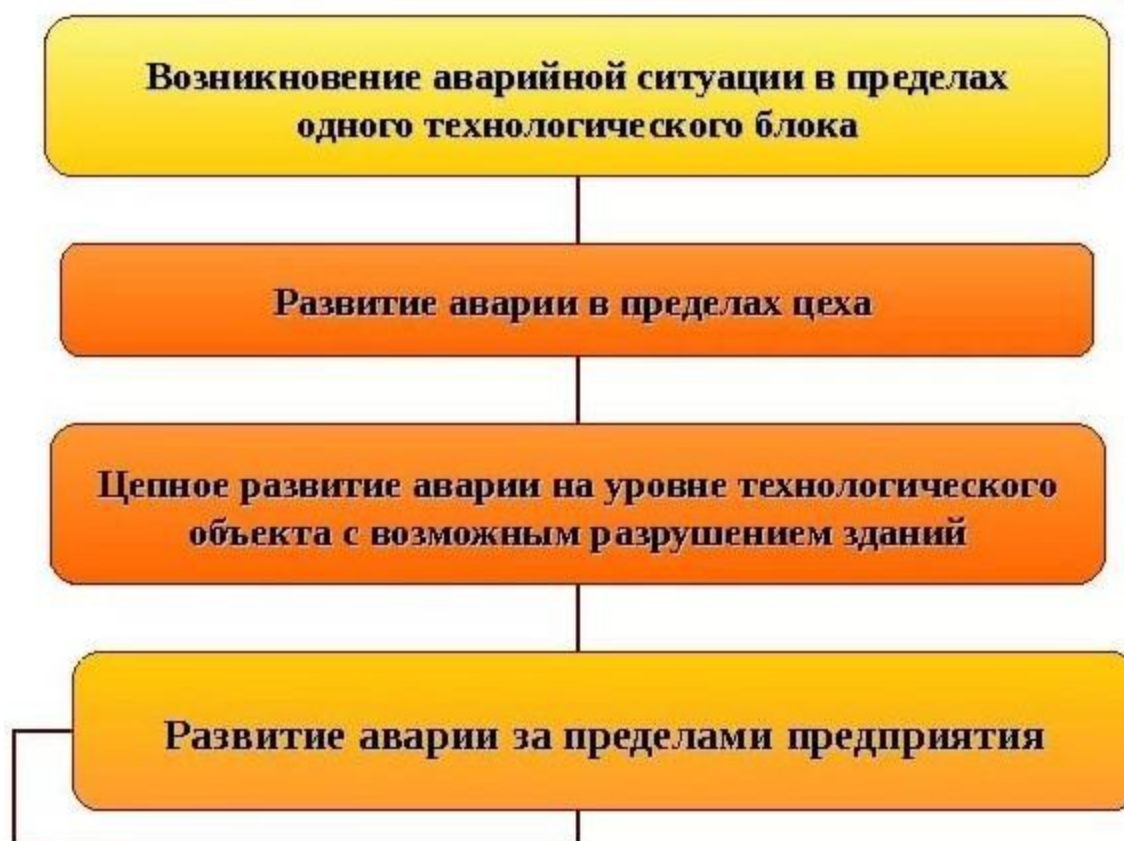 Возникновение аварийной ситуации в пределах
одного технологического блока
Развитие аварии в пределах цеха
Цепное развитие аварии на уровне технологического
объекта с возможным разрушением зданий
Развитие аварии за пределами предприятия